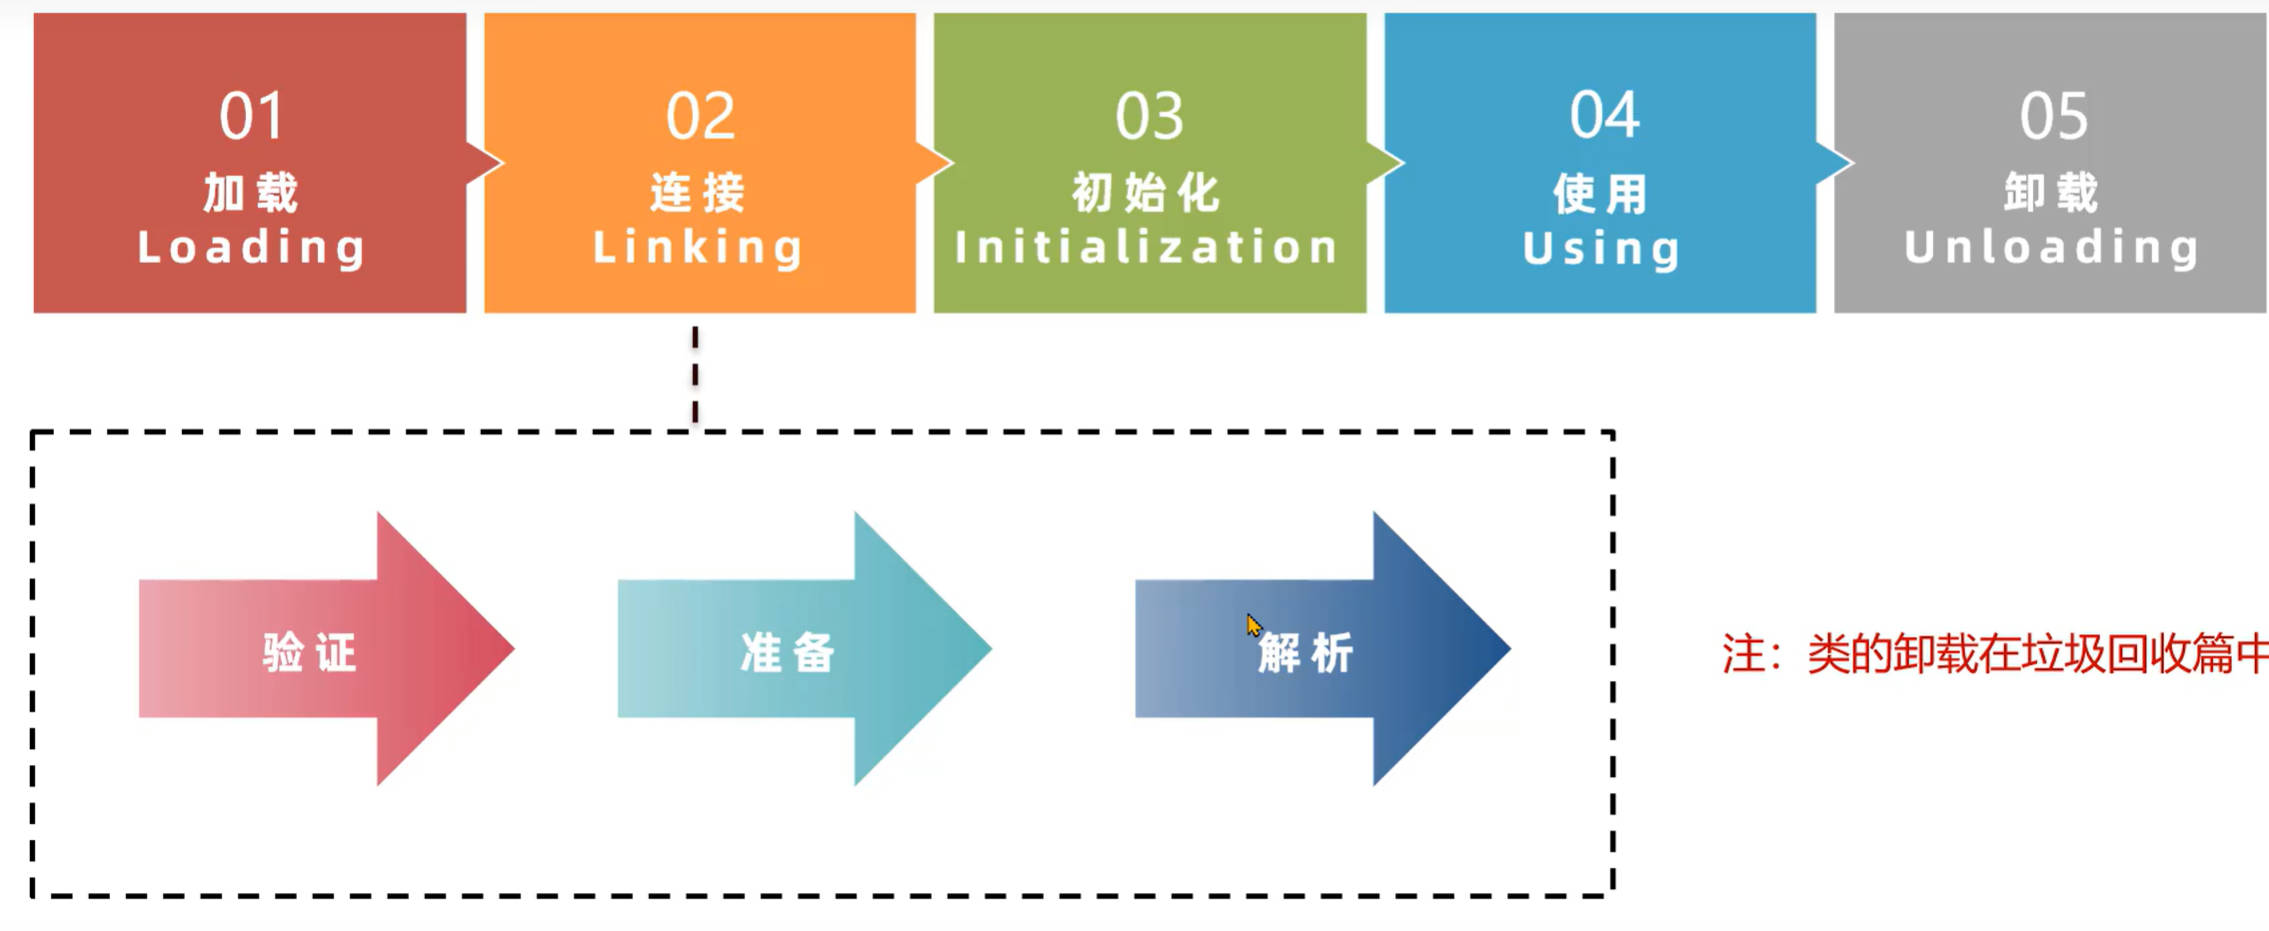 01
加载
Loading
02
连接
Linking
03
初始化
Initialization
04
使用
Using
05
卸载
Unloading
验证
准备
解析
注：类的卸载在垃圾回收篇中